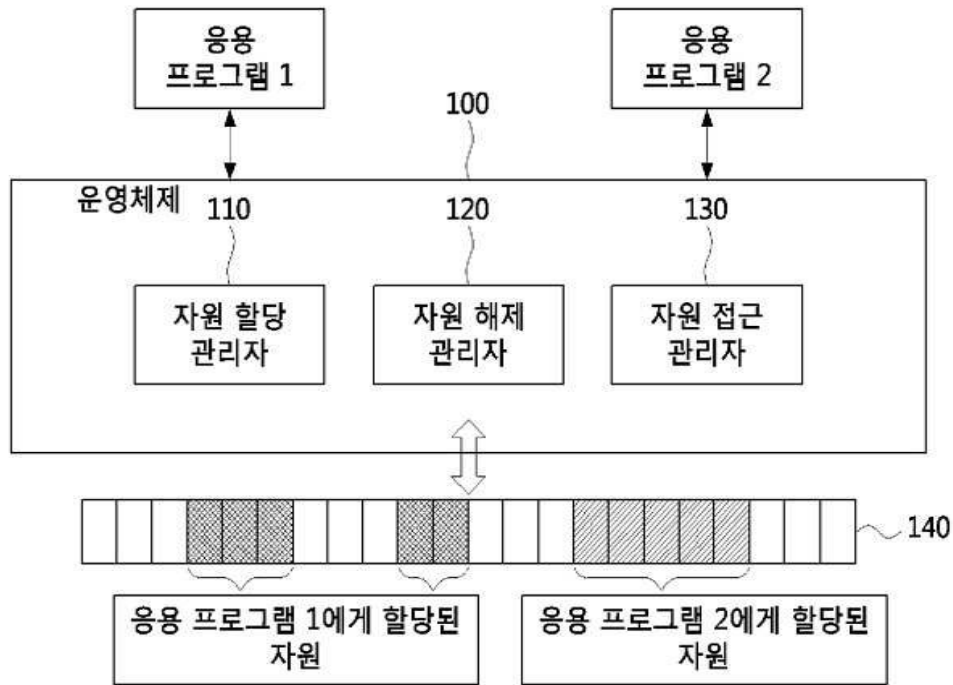 응용
프로그램 1
응용
프로그램 2
100
운영체제
110
120
130
자원 할당
관리자
자원 해제
관리자
자원 접근
관리자
140
응용 프로그램 1에게 할당된
자원
응용 프로그램 2에게 할당된
자원